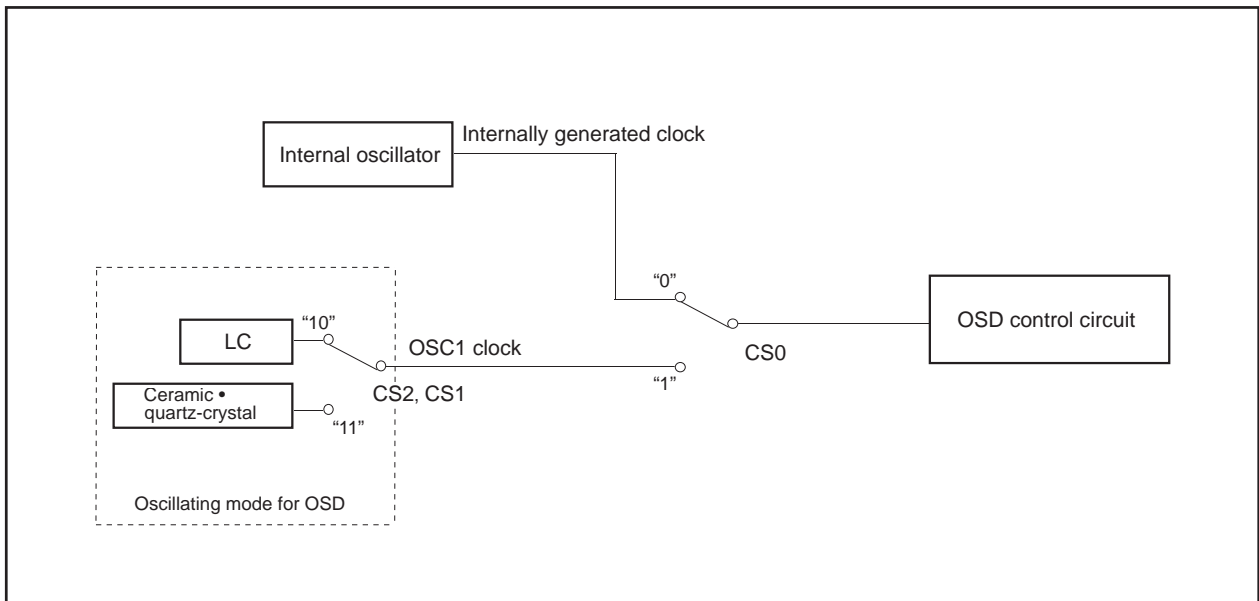 Internally generated clock
Internal oscillator
“0”
OSD control circuit
“10”
LC
OSC1 clock
CS0
“1”
CS2, CS1
Ceramic •
quartz-crystal
“11”
Oscillating mode for OSD